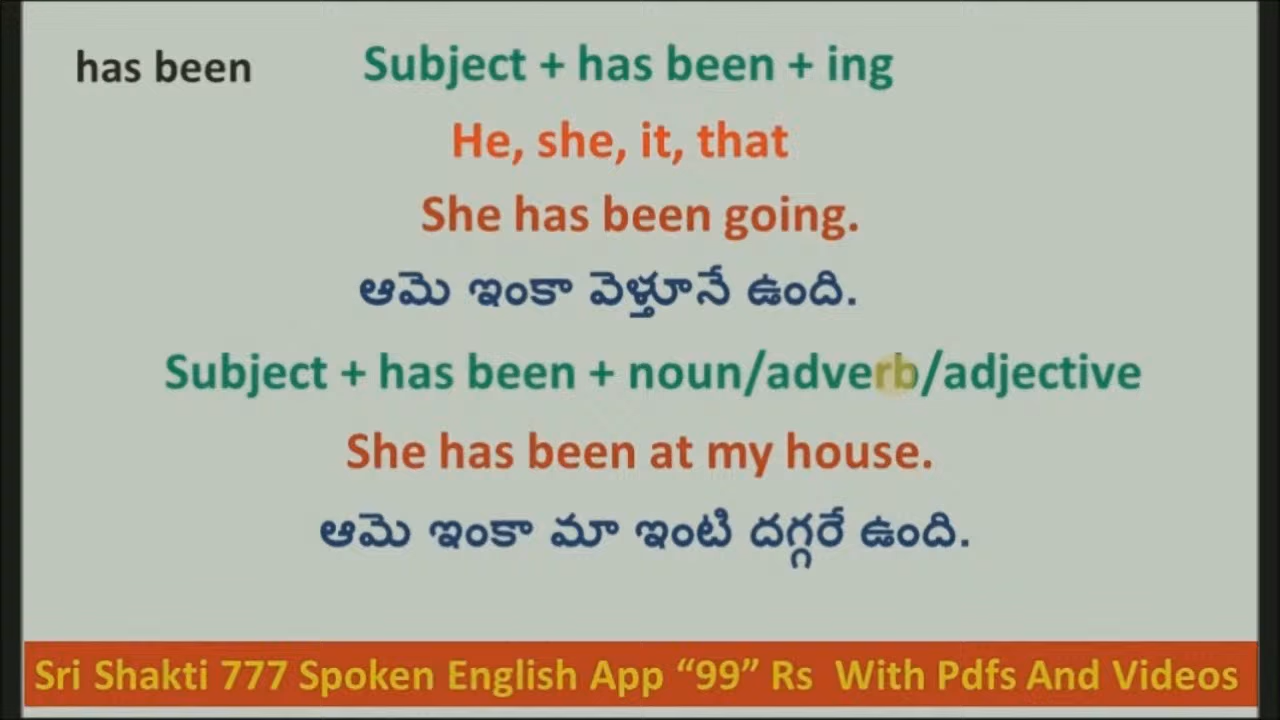 has been
Subject + has been + ing
He, she, it, that
She has been going.
ఆమె ఇంకా వెళ్తూనే ఉంది.
Subject + has been + noun/adverb/adjective
She has been at my house.
ఆమె ఇంకా మా ఇంటి దగ్గరే ఉంది.
Sri Shakti 777 Spoken English App “99” Rs With Pdfs And Videos